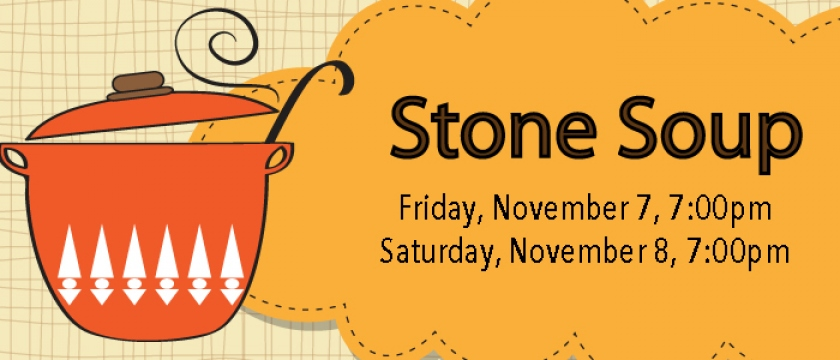 Stone Soup
Friday, November 7, 7:00pm
Saturday, November 8, 7:00pm